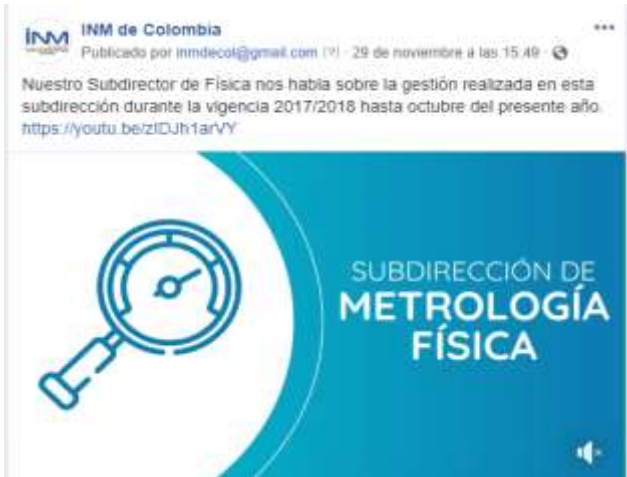 INM
INM de Colombia
Publicado por inmdecol@gmail.com [?] · 29 de noviembre a las 15:49 ·
Nuestro Subdirector de Física nos habla sobre la gestión realizada en esta
subdirección durante la vigencia 2017/2018 hasta octubre del presente año.
https://youtu.be/zIDJh1arVY
SUBDIRECCIÓN DE
METROLOGÍA
FÍSICA